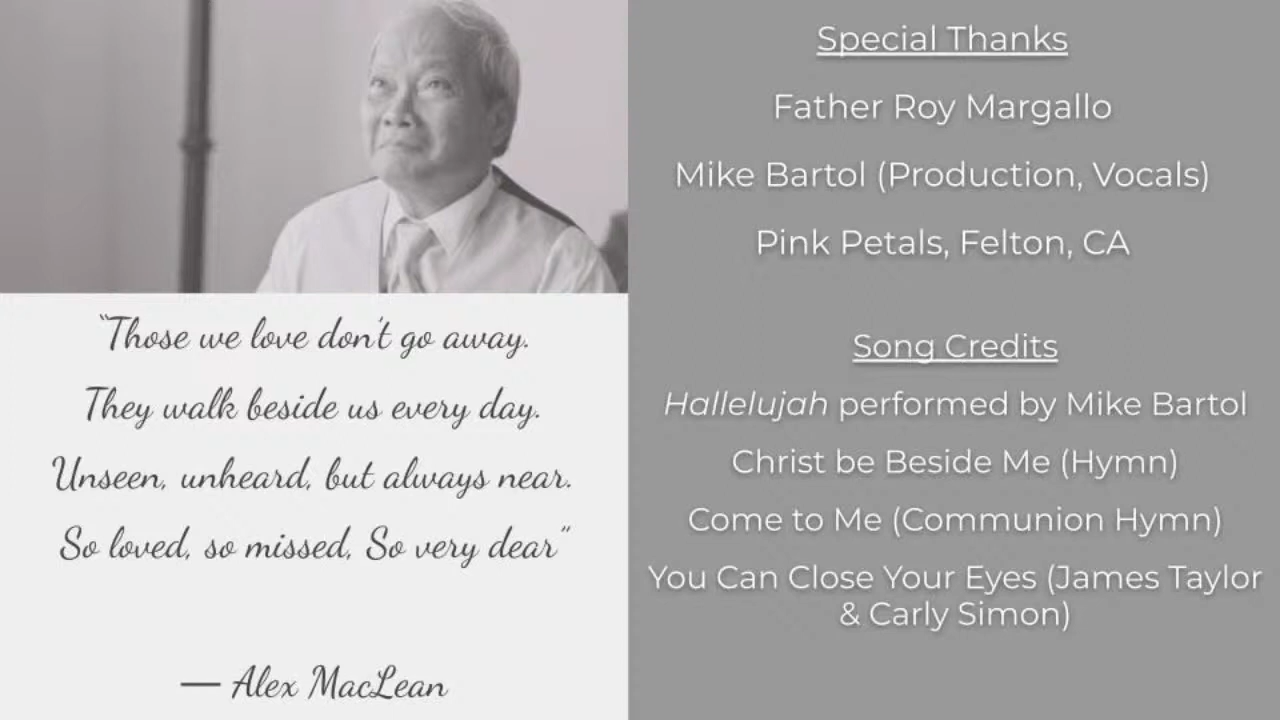 “Those we love don’t go away.
They walk beside us every day.
Unseen, unheard, but always near.
So loved, so missed, So very dear”
— Alex MacLean
Special Thanks
Father Roy Margallo
Mike Bartol (Production, Vocals)
Pink Petals, Felton, CA
Song Credits
Hallelujah performed by Mike Bartol
Christ be Beside Me (Hymn)
Come to Me (Communion Hymn)
You Can Close Your Eyes (James Taylor
& Carly Simon)